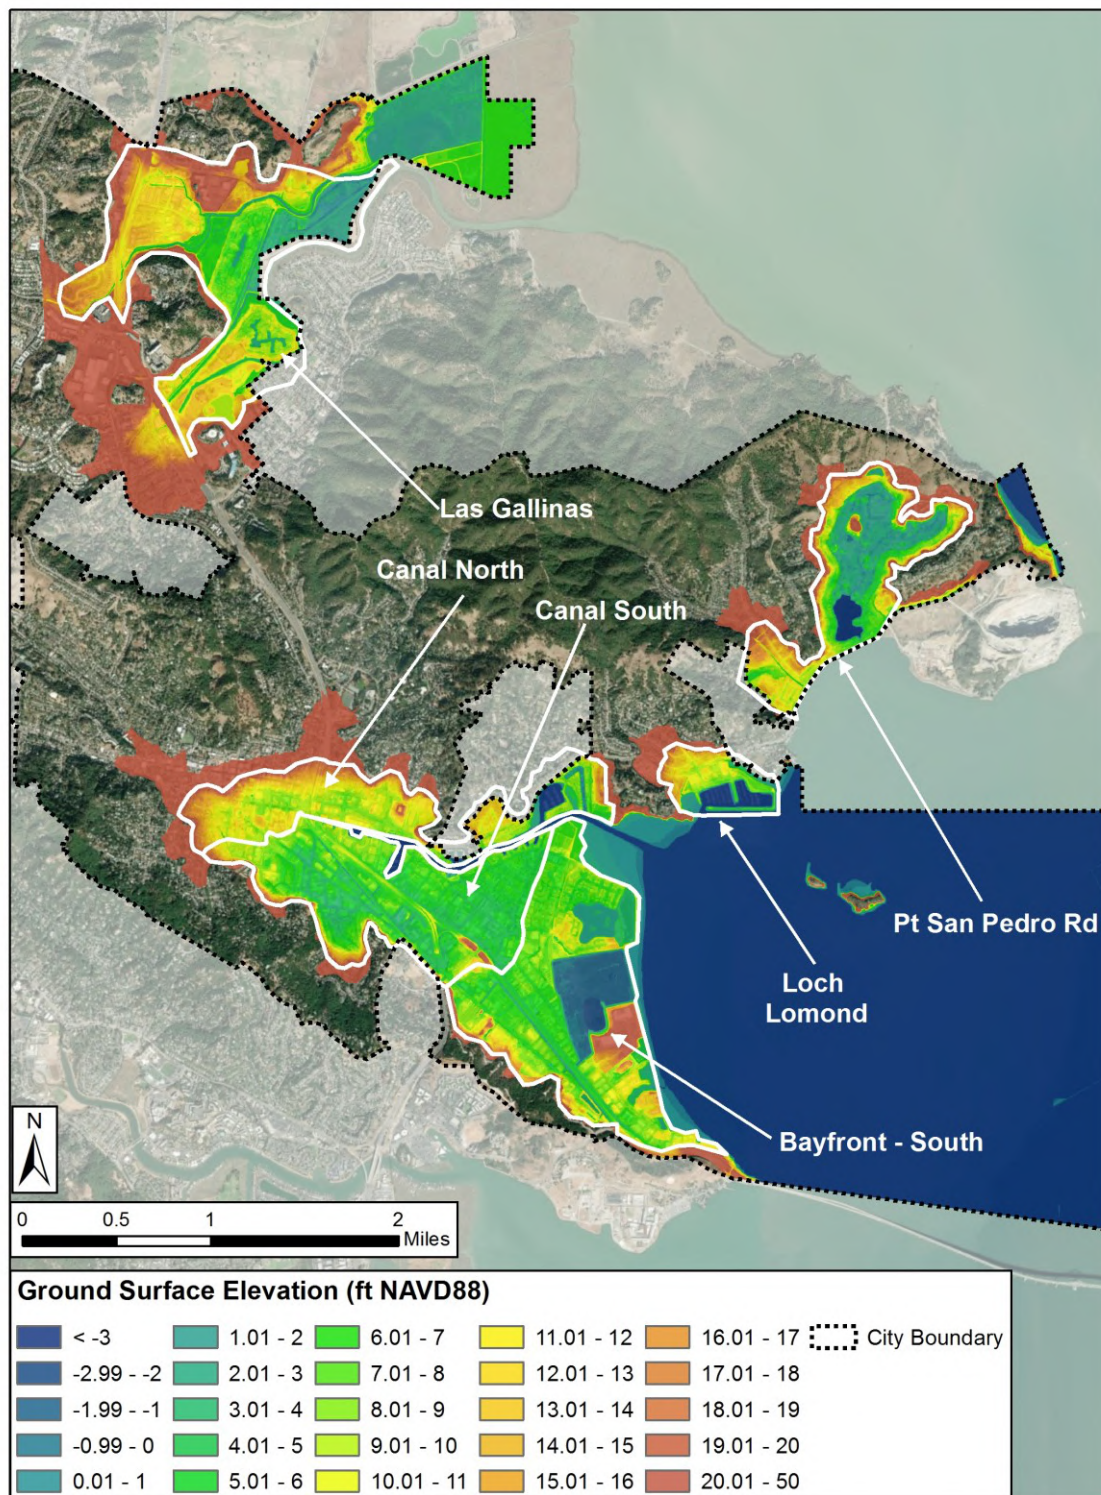 Las Gallinas
Canal North
Canal South
Pt San Pedro Rd
Loch
Lomond
Bayfront - South
N
0 0.5 1 2
Miles
Ground Surface Elevation (ft NAVD88)
< -3 1.01 - 2 6.01 - 7 11.01 - 12 16.01 - 17 City Boundary
-2.99 - -2 2.01 - 3 7.01 - 8 12.01 - 13 17.01 - 18
-1.99 - -1 3.01 - 4 8.01 - 9 13.01 - 14 18.01 - 19
-0.99 - 0 4.01 - 5 9.01 - 10 14.01 - 15 19.01 - 20
0.01 - 1 5.01 - 6 10.01 - 11 15.01 - 16 20.01 - 50